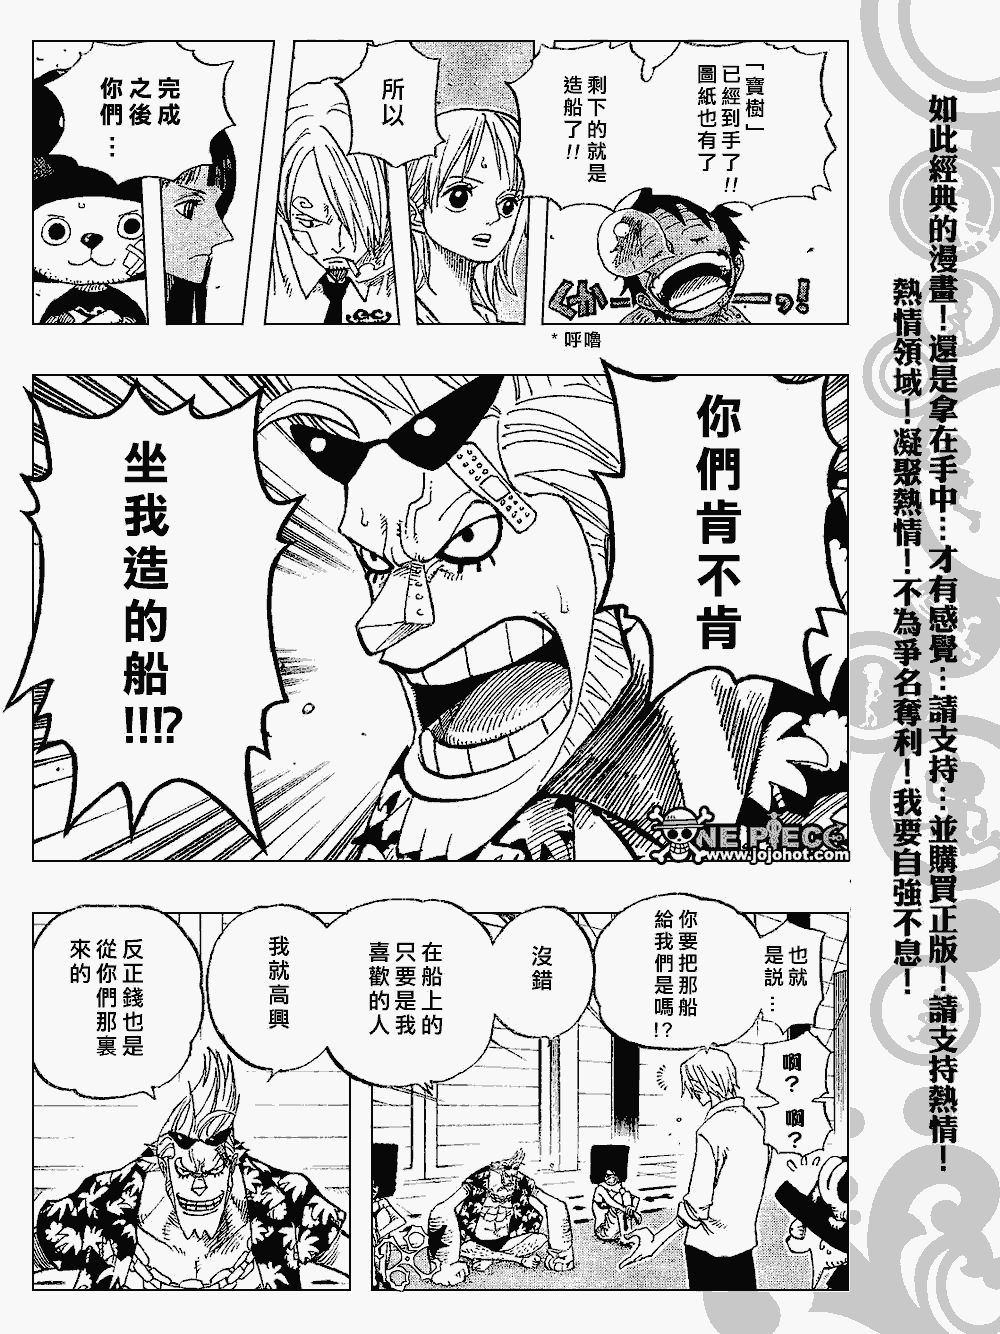 「寶樹」
已經到手了!!
圖紙也有了
剩下的就是
造船了!!
所以
完成
之後
你們…
くかーーーっ!
*呼嚕
你們肯不肯
坐我造的船!!!?
ONE PIECE
www.jojohot.com
也就
是説…
啊？啊？
你要把那船
給我們是嗎!?
沒錯
在船上的
只要是我
喜歡的人
我就高興
反正錢也是
從你們那裏
來的
如此經典的漫畫！還是拿在手中…才有感覺…請支持…並購買正版！請支持熱情！
熱情領域！凝聚熱情！不為爭名奪利！我要自強不息！